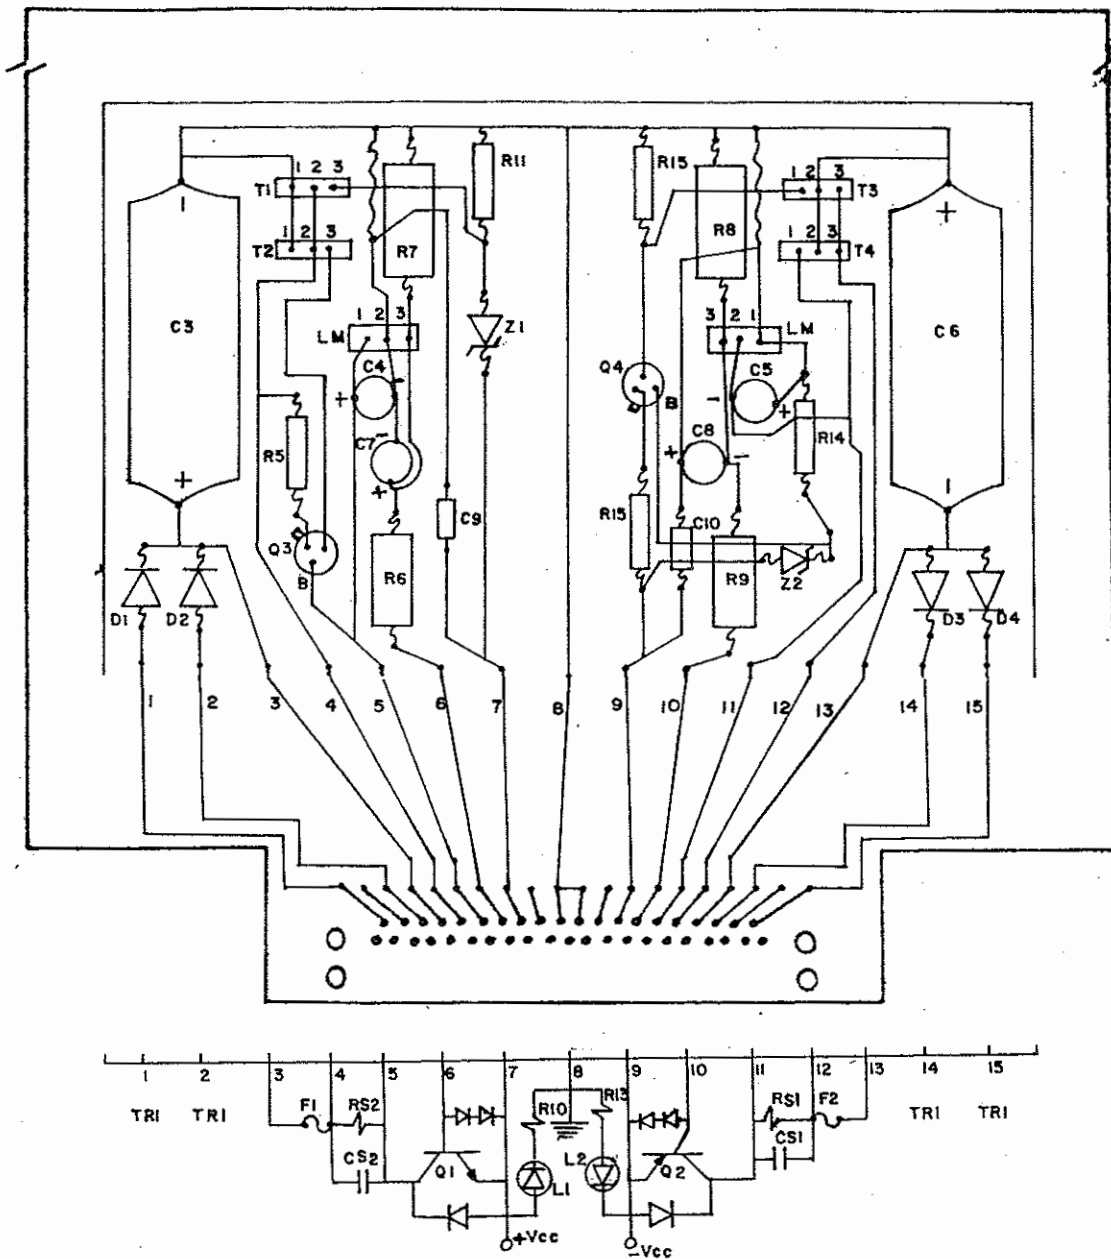 R11
R15
1 2 3
1 2 3
T1
T3
R7
R8
1 2 3
1 2 3
T2
T4
C3
C6
1 2 3
3 2 1
LM
LM
Z1
C4
C5
Q4
B
− +
+ −
R5
C7
C8
R14
+ −
+ −
R15
C9
C10
Q3
B
R6
R9
Z2
D1
D2
D3
D4
1 2 3 4 5 6 7 8 9 10 11 12 13 14 15
1 2 3 4 5 6 7 8 9 10 11 12 13 14 15
TR1 TR1 F1 RS2 R10 R13 RS1 F2 TR1 TR1
CS2 Q1 L1 L2 Q2 CS1
+Vcc −Vcc